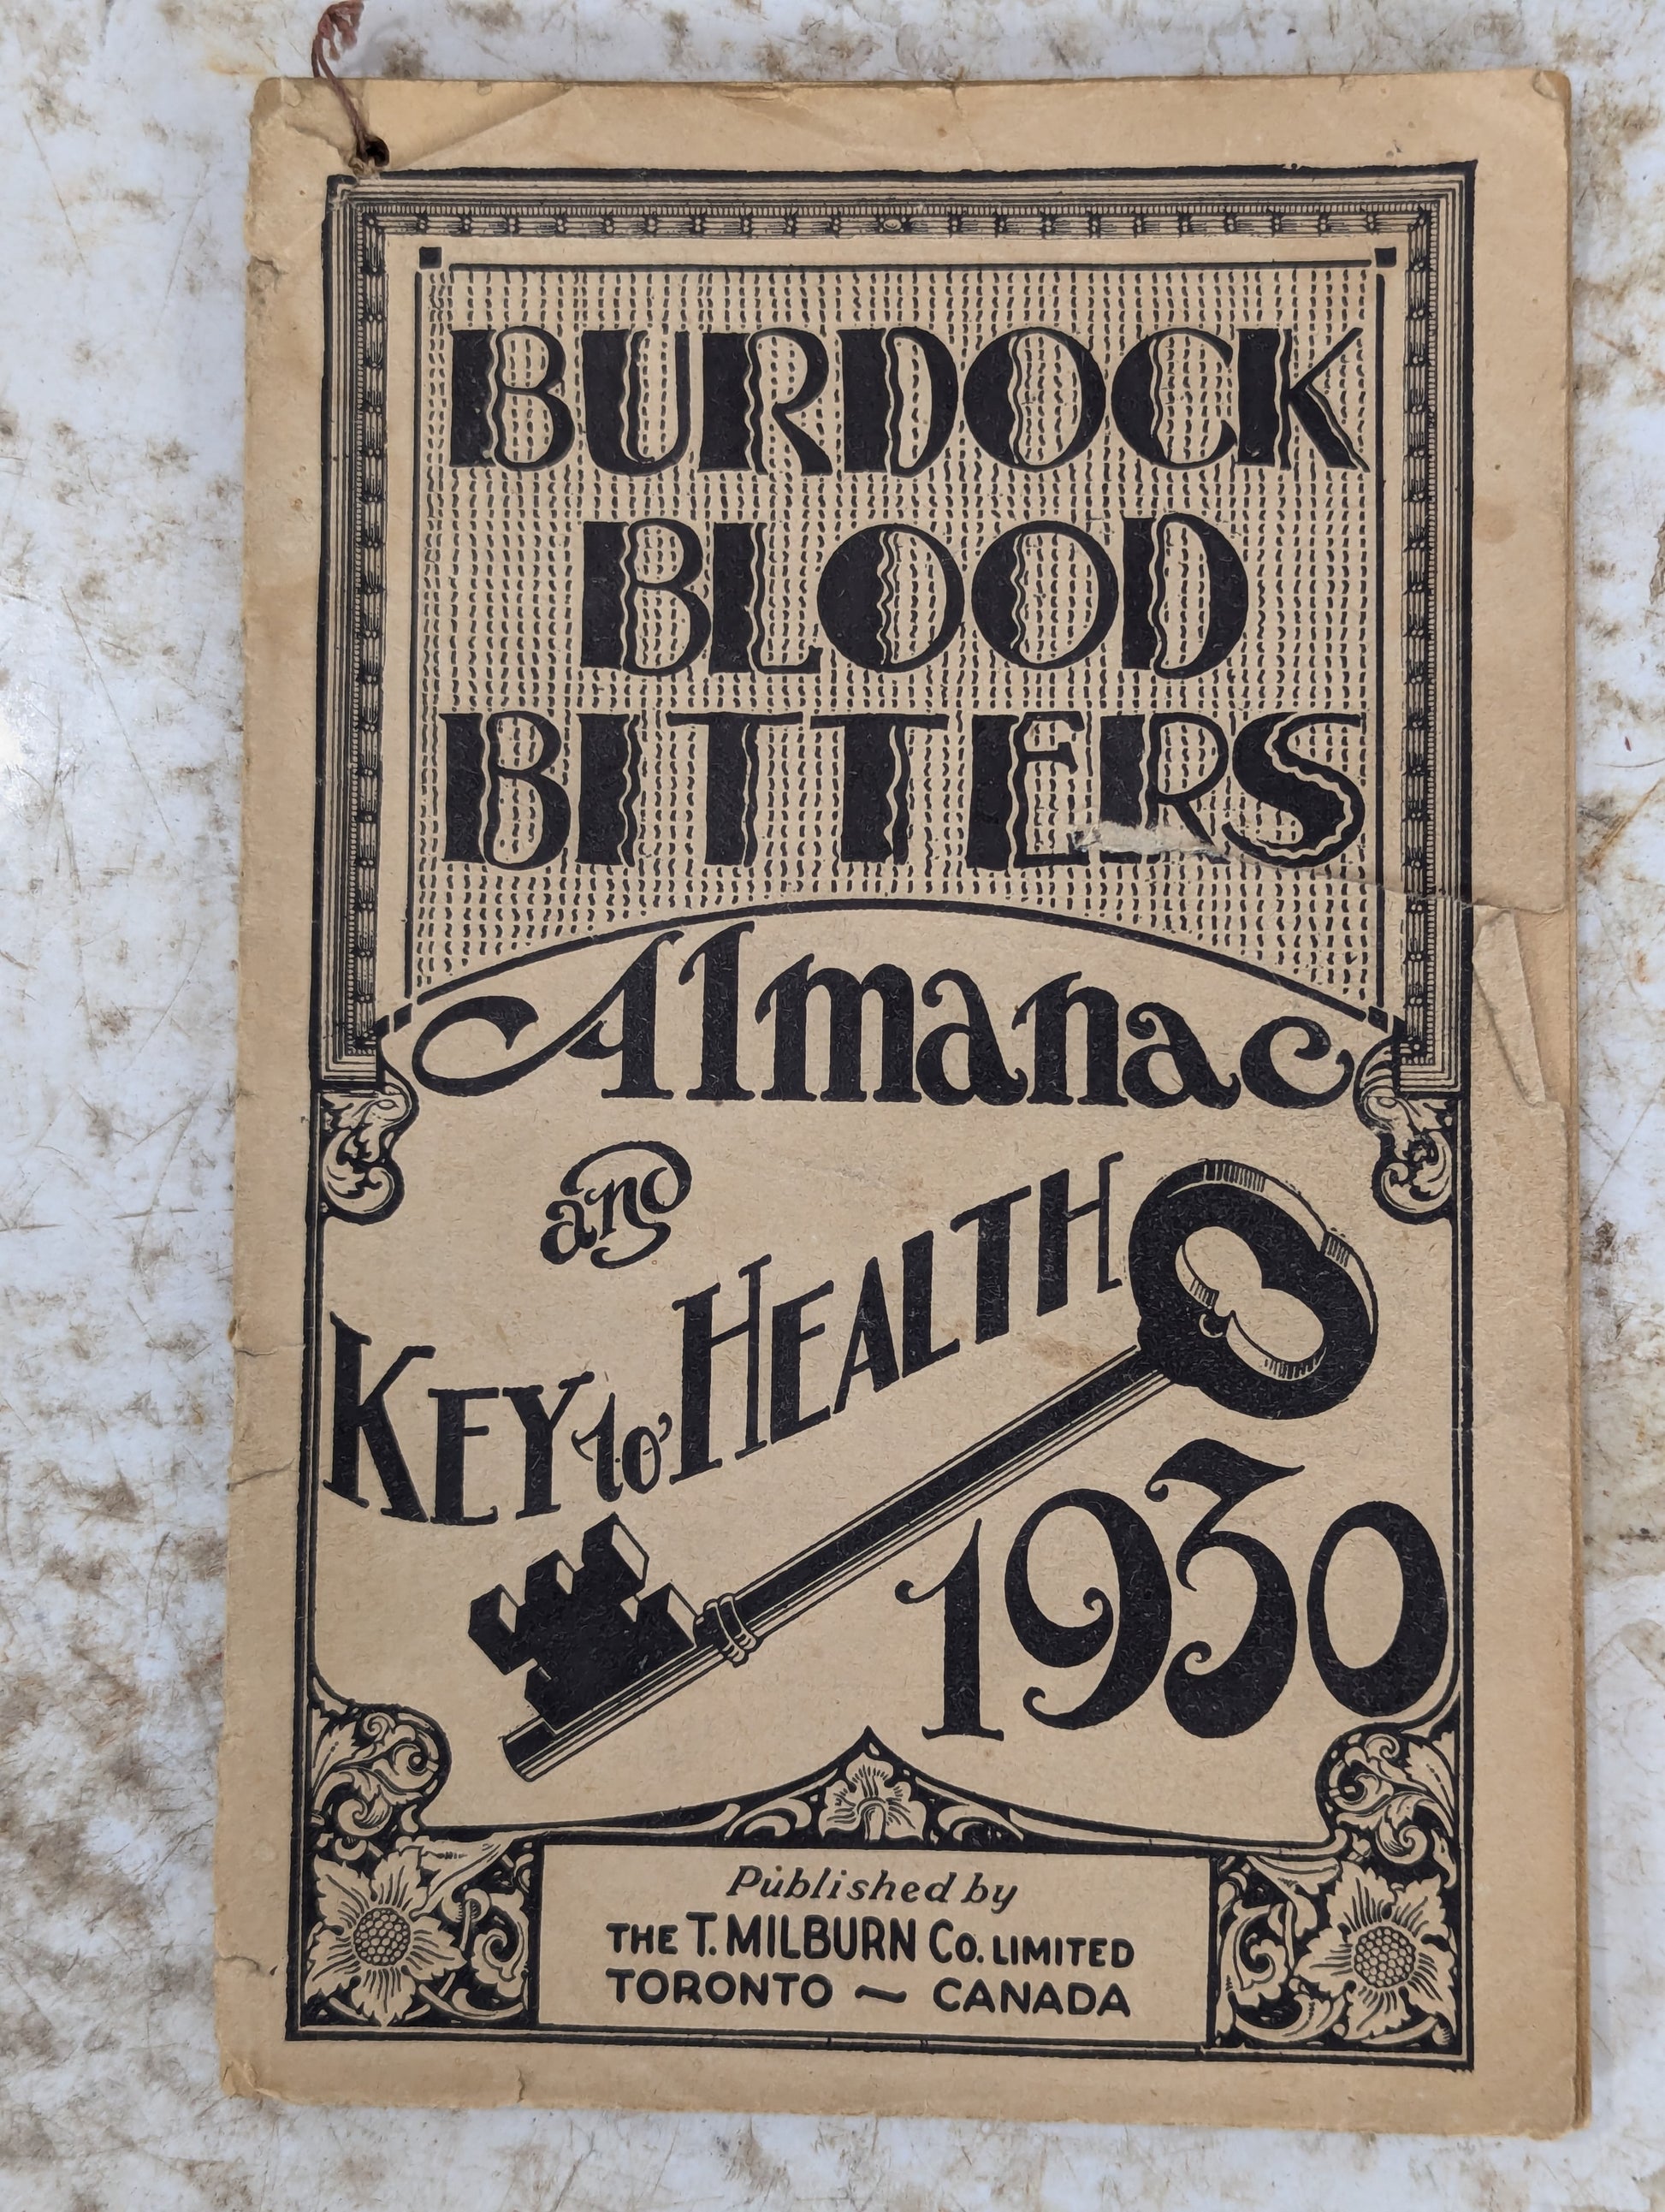 BURDOCK
BLOOD
BITTERS
Almanac
and
KEY to HEALTH
1930
Published by
THE T. MILBURN Co. LIMITED
TORONTO ~ CANADA